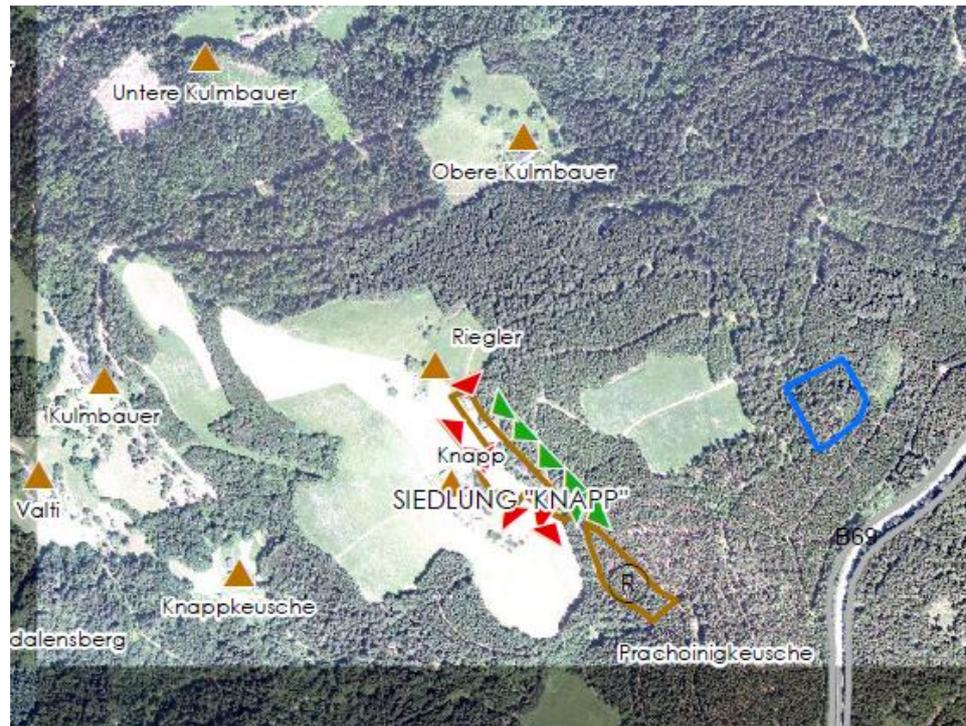 Untere Kulmbauer
Obere Kulmbauer
Riegler
Kulmbauer
Knapp
SIEDLUNG "KNAPP"
Valti
B69
R
Knappkeusche
dalensberg
Prachoinigkeusche